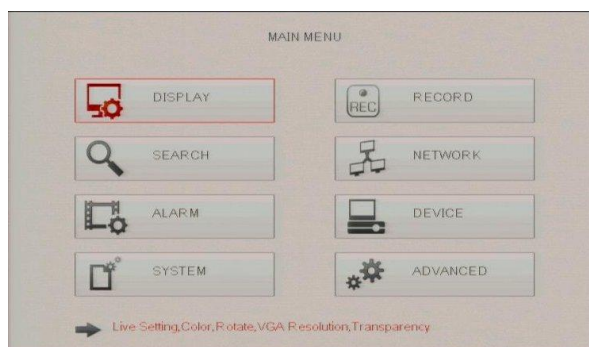 MAIN MENU
DISPLAY
RECORD
REC
SEARCH
NETWORK
ALARM
DEVICE
SYSTEM
ADVANCED
Live Setting,Color,Rotate,VGA Resolution,Transparency